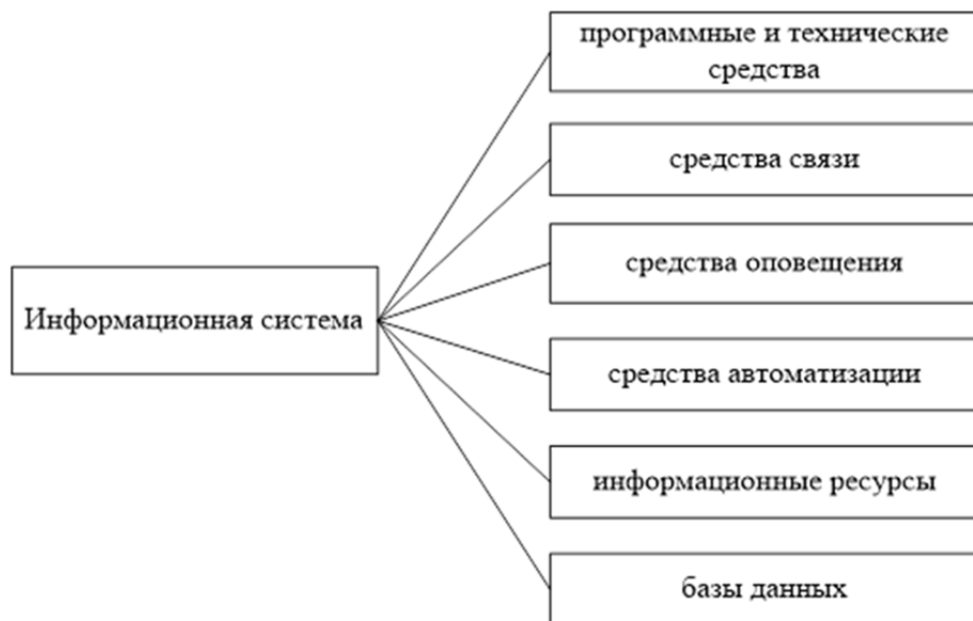 программные и технические
средства
средства связи
средства оповещения
Информационная система
средства автоматизации
информационные ресурсы
базы данных